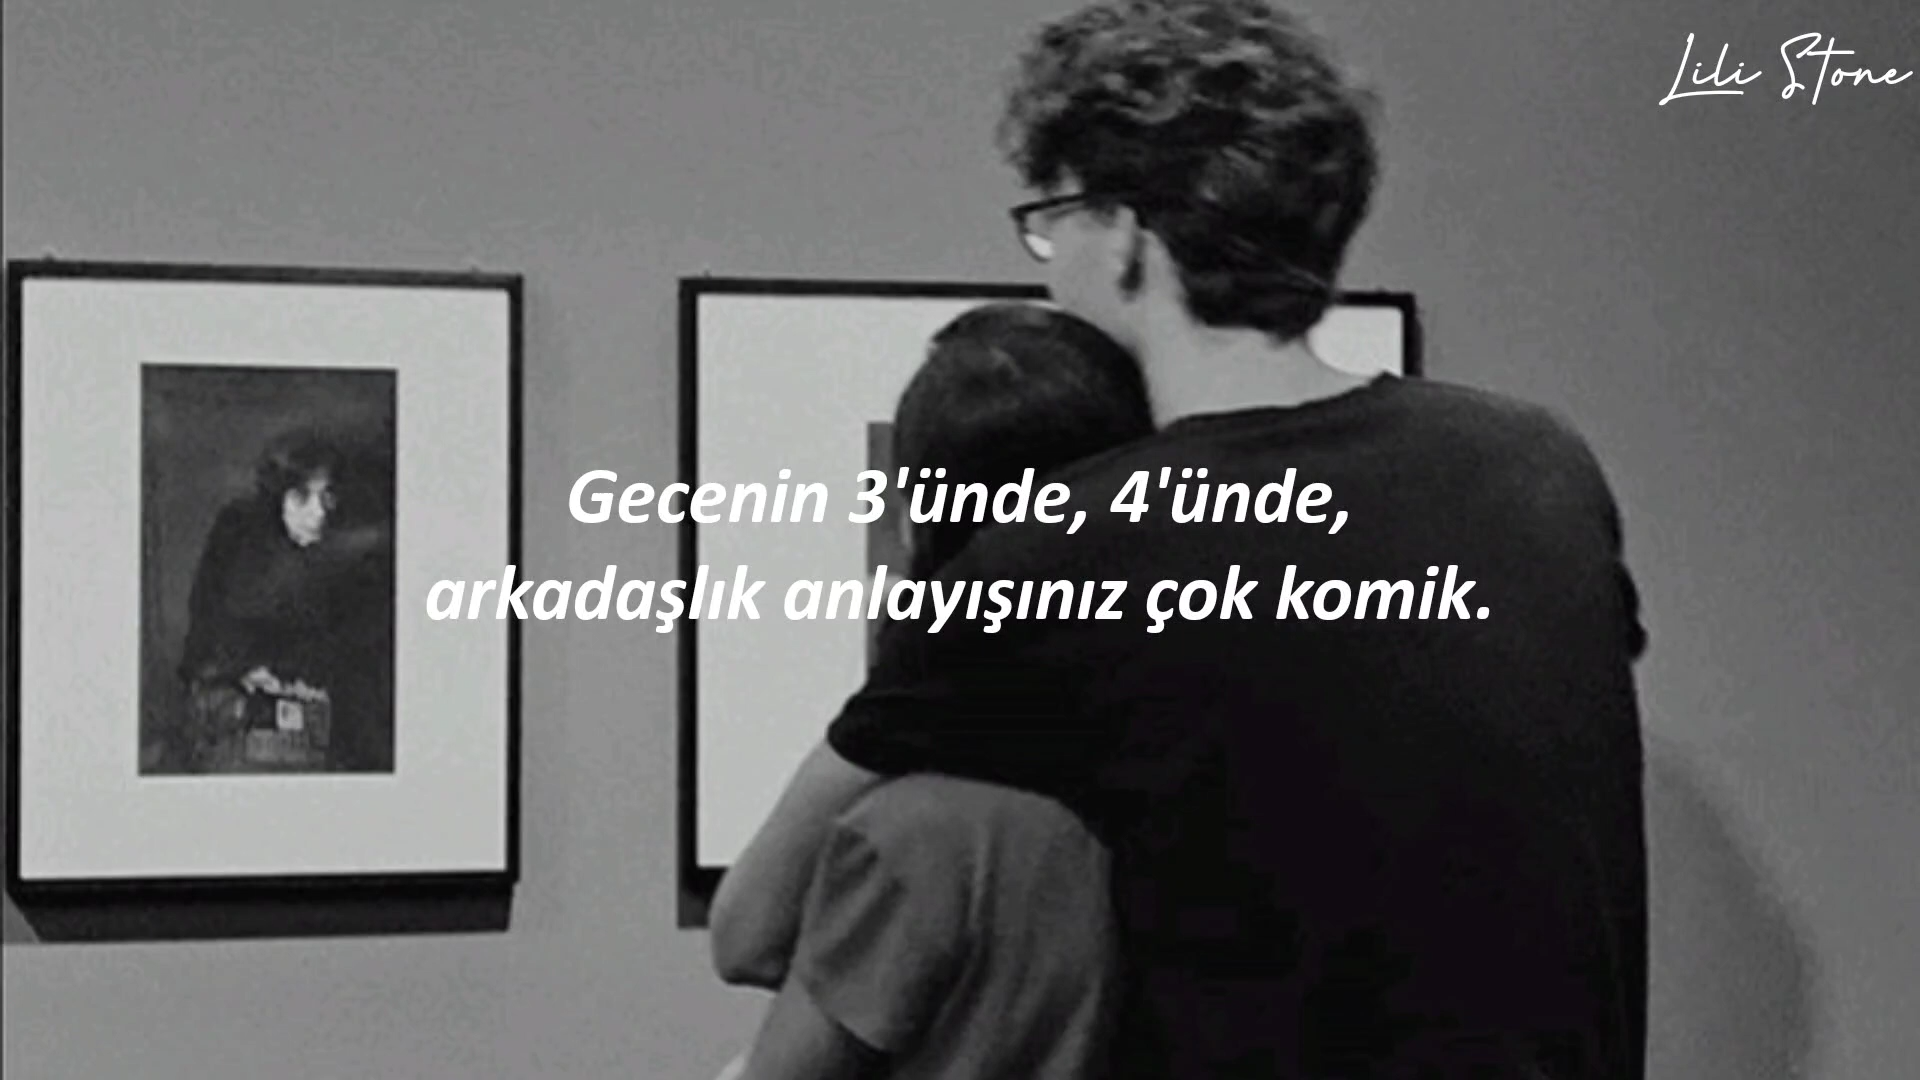 Lili Stone
Gecenin 3'ünde, 4'ünde,
arkadaşlık anlayışınız çok komik.